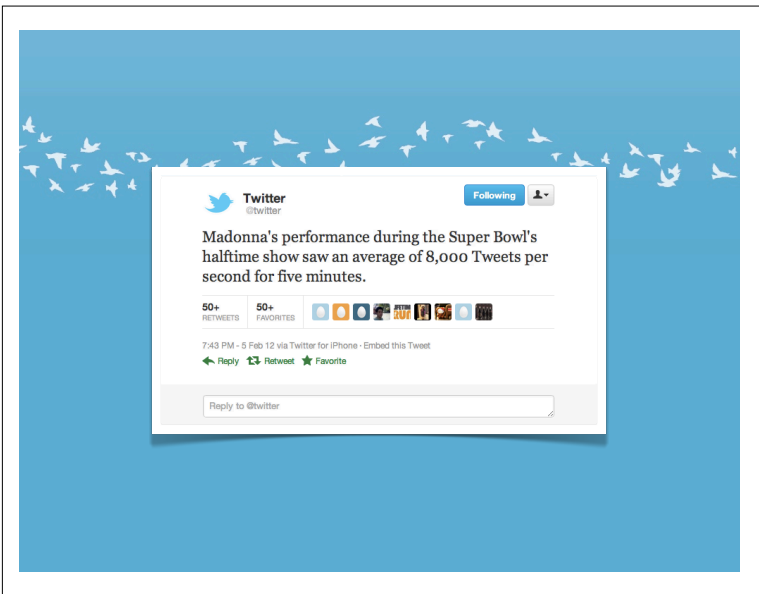 Twitter
@twitter
Following
Madonna's performance during the Super Bowl's
halftime show saw an average of 8,000 Tweets per
second for five minutes.
50+
RETWEETS
50+
FAVORITES
7:43 PM - 5 Feb 12 via Twitter for iPhone · Embed this Tweet
Reply Retweet Favorite
Reply to @twitter